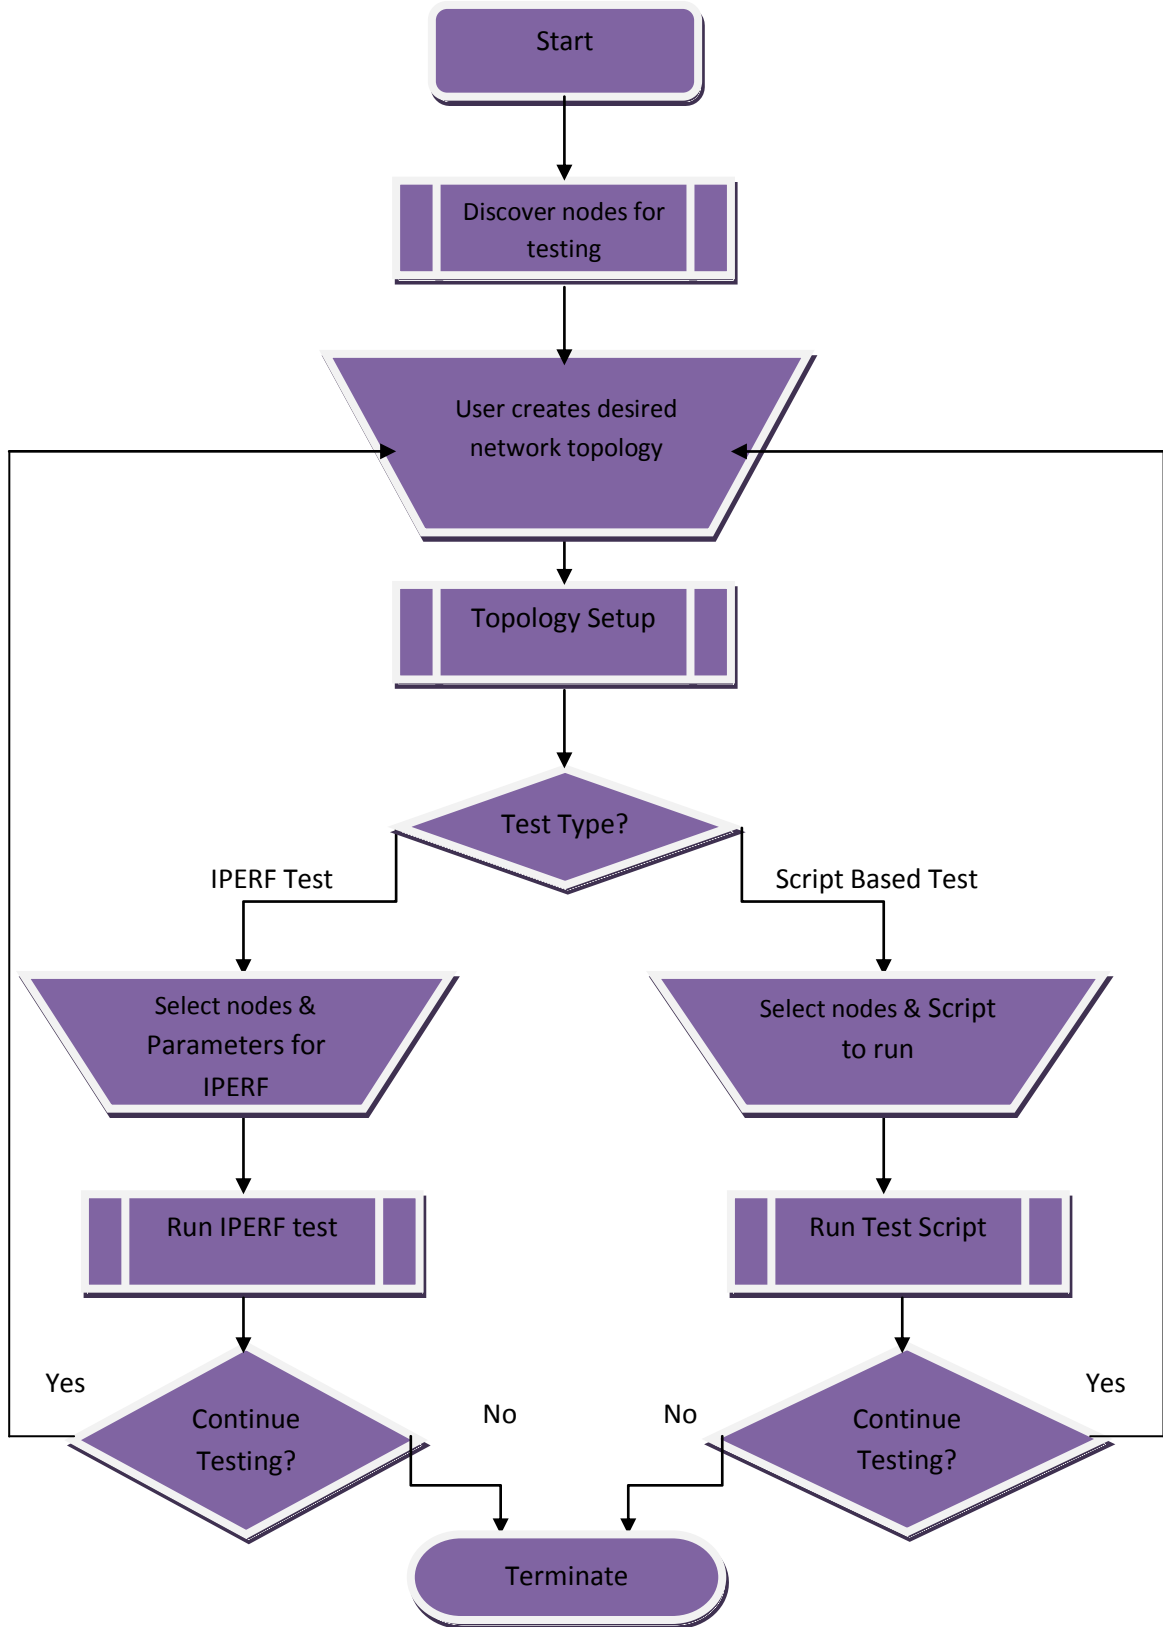 Start
Discover nodes for
testing
User creates desired
network topology
Topology Setup
Test Type?
IPERF Test
Script Based Test
Select nodes &
Parameters for
IPERF
Select nodes & Script
to run
Run IPERF test
Run Test Script
Yes
Continue
Testing?
No
No
Continue
Testing?
Yes
Terminate